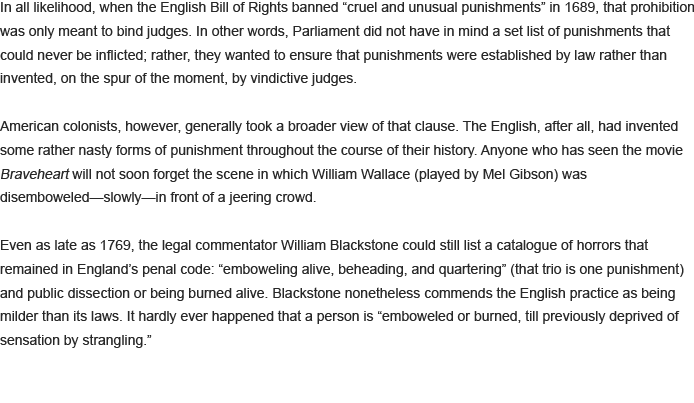 In all likelihood, when the English Bill of Rights banned “cruel and unusual punishments” in 1689, that prohibition
was only meant to bind judges. In other words, Parliament did not have in mind a set list of punishments that
could never be inflicted; rather, they wanted to ensure that punishments were established by law rather than
invented, on the spur of the moment, by vindictive judges.
American colonists, however, generally took a broader view of that clause. The English, after all, had invented
some rather nasty forms of punishment throughout the course of their history. Anyone who has seen the movie
Braveheart will not soon forget the scene in which William Wallace (played by Mel Gibson) was
disemboweled—slowly—in front of a jeering crowd.
Even as late as 1769, the legal commentator William Blackstone could still list a catalogue of horrors that
remained in England’s penal code: “emboweling alive, beheading, and quartering” (that trio is one punishment)
and public dissection or being burned alive. Blackstone nonetheless commends the English practice as being
milder than its laws. It hardly ever happened that a person is “emboweled or burned, till previously deprived of
sensation by strangling.”